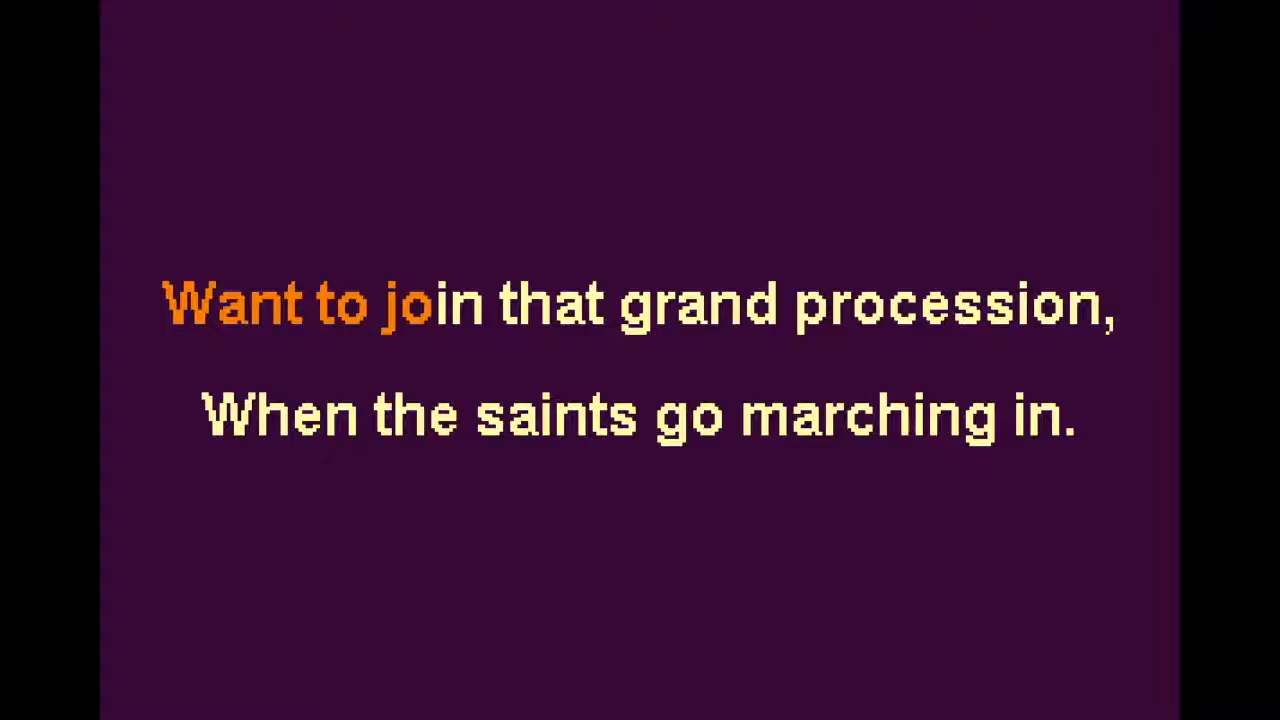 Want to join that grand procession,
When the saints go marching in.